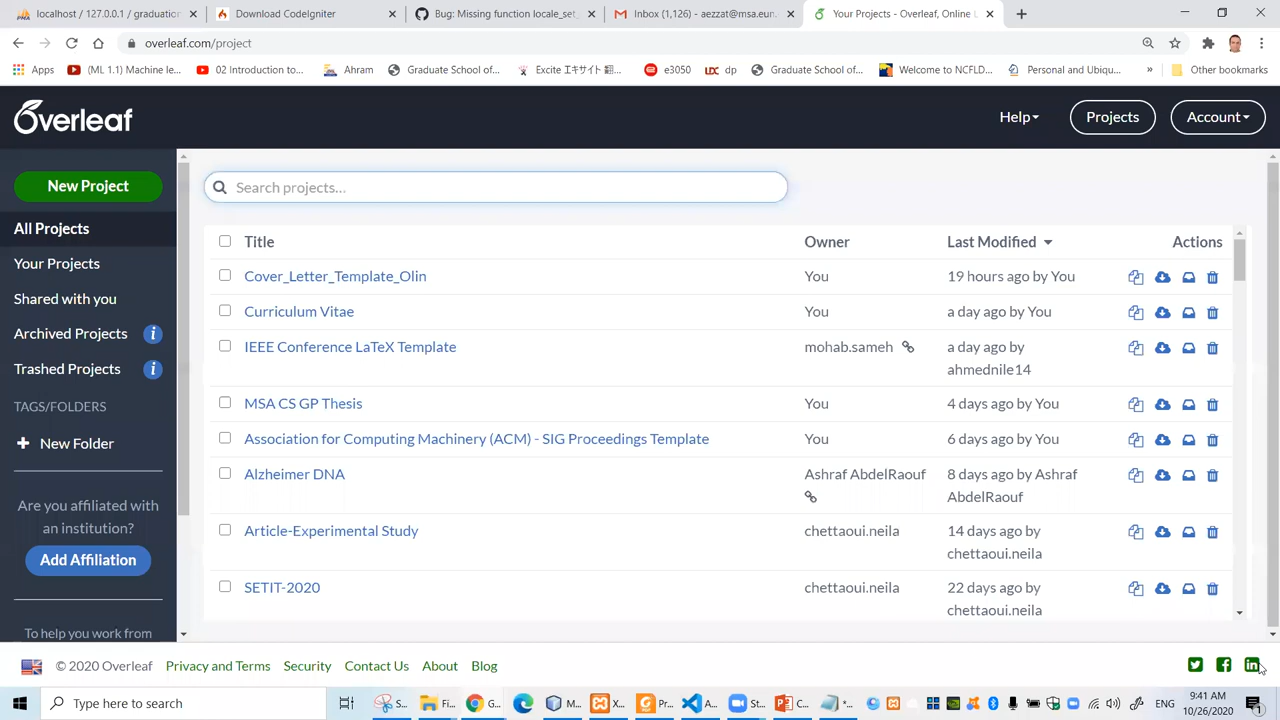 localhost / 127.0.0.1 / graduation
Download CodeIgniter
Bug: Missing function locale_set_
Inbox (1,126) - aezzat@msa.eun.
Your Projects - Overleaf, Online L
overleaf.com/project
Apps
(ML 1.1) Machine le...
02 Introduction to...
Ahram
Graduate School of...
Excite エキサイト 翻...
e3050
dp
Graduate School of...
Welcome to NCFLD...
Personal and Ubiqu...
»
Other bookmarks
Overleaf
Help
Projects
Account
New Project
Search projects...
All Projects
Your Projects
Shared with you
Archived Projects
Trashed Projects
TAGS/FOLDERS
New Folder
Are you affiliated with
an institution?
Add Affiliation
To help you work from
Title Owner Last Modified Actions
Cover_Letter_Template_Olin You 19 hours ago by You
Curriculum Vitae You a day ago by You
IEEE Conference LaTeX Template mohab.sameh a day ago by
ahmednile14
MSA CS GP Thesis You 4 days ago by You
Association for Computing Machinery (ACM) - SIG Proceedings Template You 6 days ago by You
Alzheimer DNA Ashraf AbdelRaouf 8 days ago by Ashraf
AbdelRaouf
Article-Experimental Study chettaoui.neila 14 days ago by
chettaoui.neila
SETIT-2020 chettaoui.neila 22 days ago by
chettaoui.neila
© 2020 Overleaf Privacy and Terms Security Contact Us About Blog
Type here to search
S...
Fi...
G...
M...
X...
Pr...
A...
St...
C...
*...
ENG
9:41 AM
10/26/2020
1